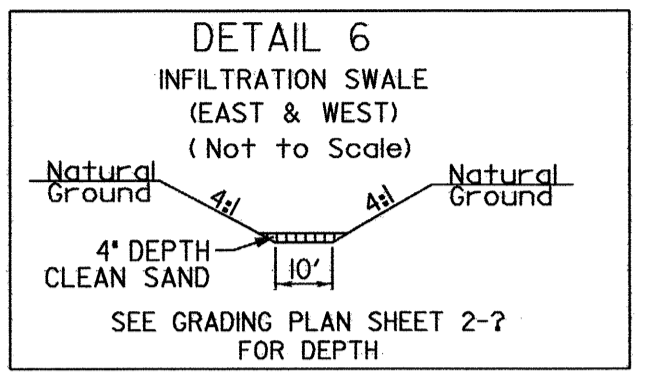 DETAIL 6
INFILTRATION SWALE
(EAST & WEST)
(Not to Scale)
Natural
Ground
4:1
4:1
Natural
Ground
4" DEPTH
CLEAN SAND
10'
SEE GRADING PLAN SHEET 2-?
FOR DEPTH